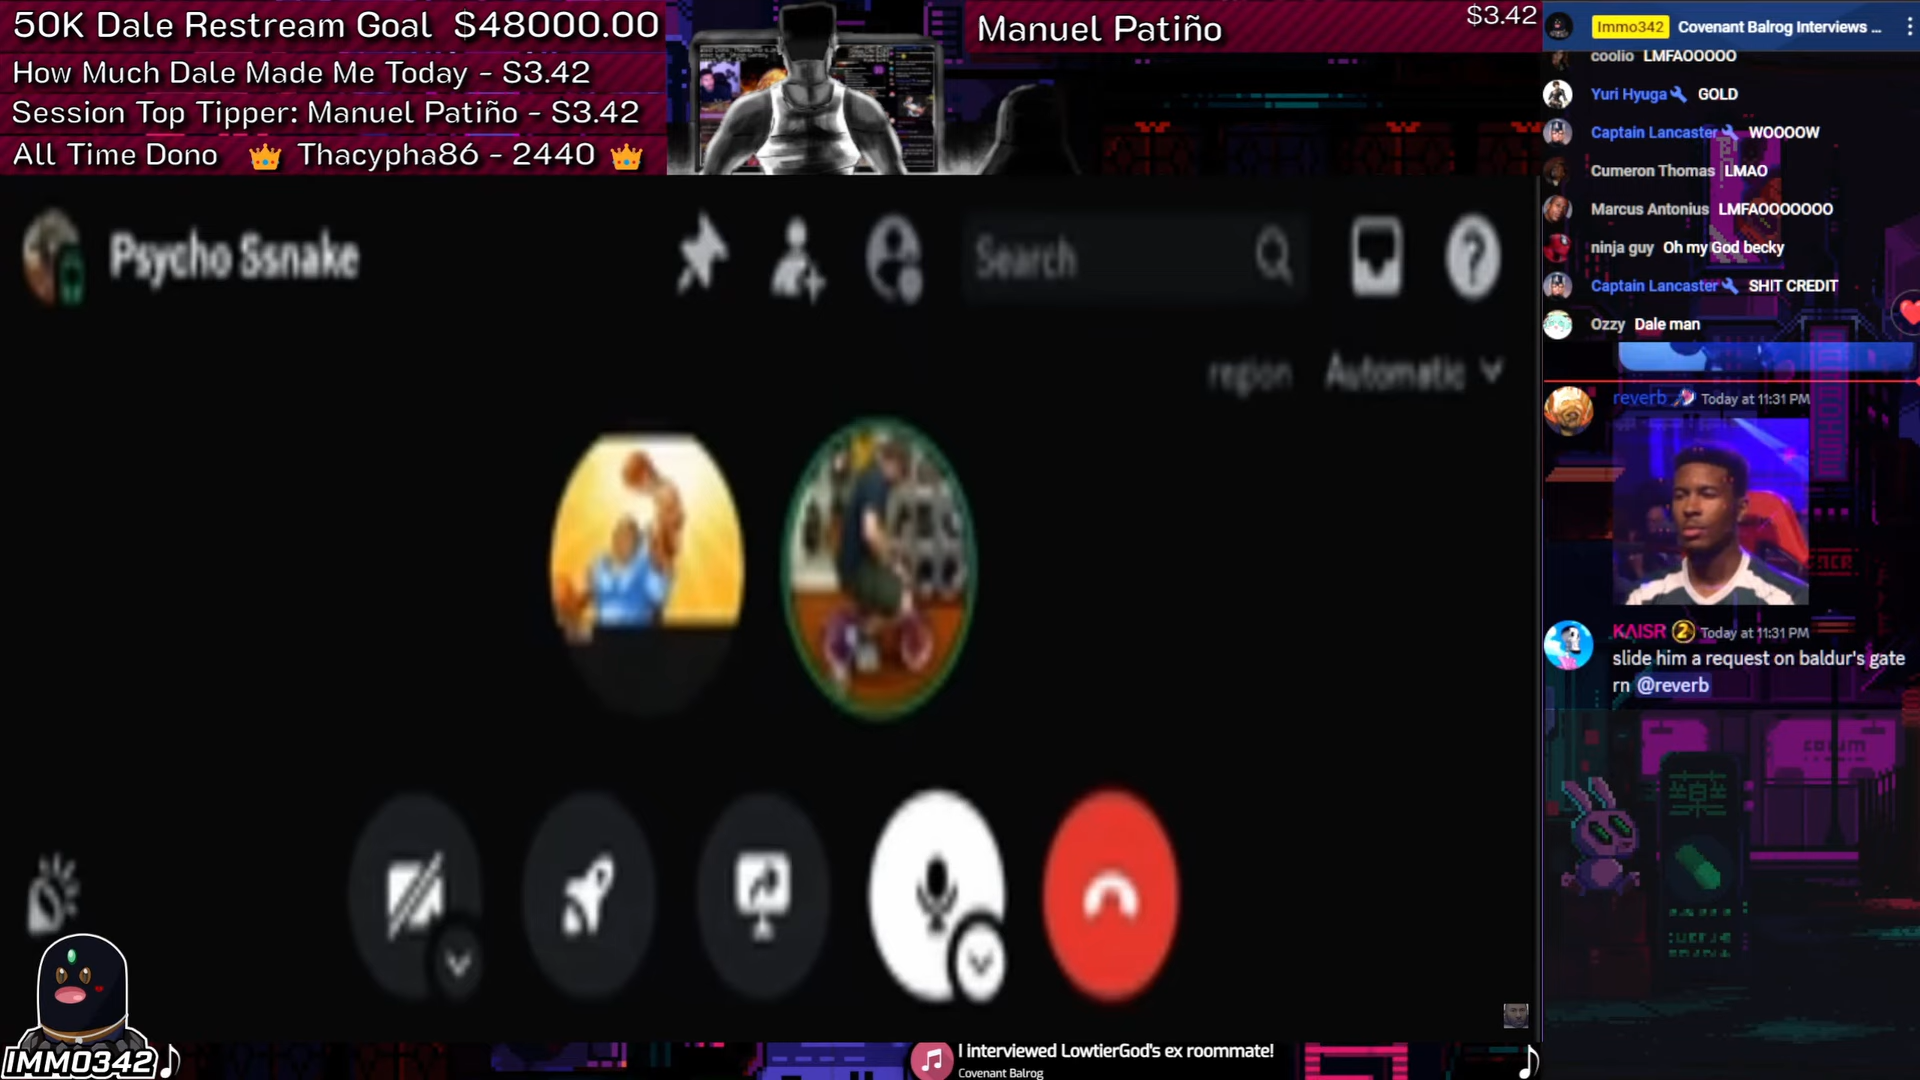 50K Dale Restream Goal $48000.00
How Much Dale Made Me Today - S3.42
Session Top Tipper: Manuel Patiño - S3.42
All Time Dono 👑 Thacypha86 - 2440 👑
Manuel Patiño
$3.42
Psycho Ssnake
Search
region Automatic
Immo342 Covenant Balrog Interviews ...
coolio LMFAOOOOO
Yuri Hyuga GOLD
Captain Lancaster WOOOOW
Cumeron Thomas LMAO
Marcus Antonius LMFAOOOOOOO
ninja guy Oh my God becky
Captain Lancaster SHIT CREDIT
Ozzy Dale man
reverb Today at 11:31 PM
KAISR 2 Today at 11:31 PM
slide him a request on baldur's gate
rn @reverb
薬
IMMO342
I interviewed LowtierGod's ex roommate!
Covenant Balrog